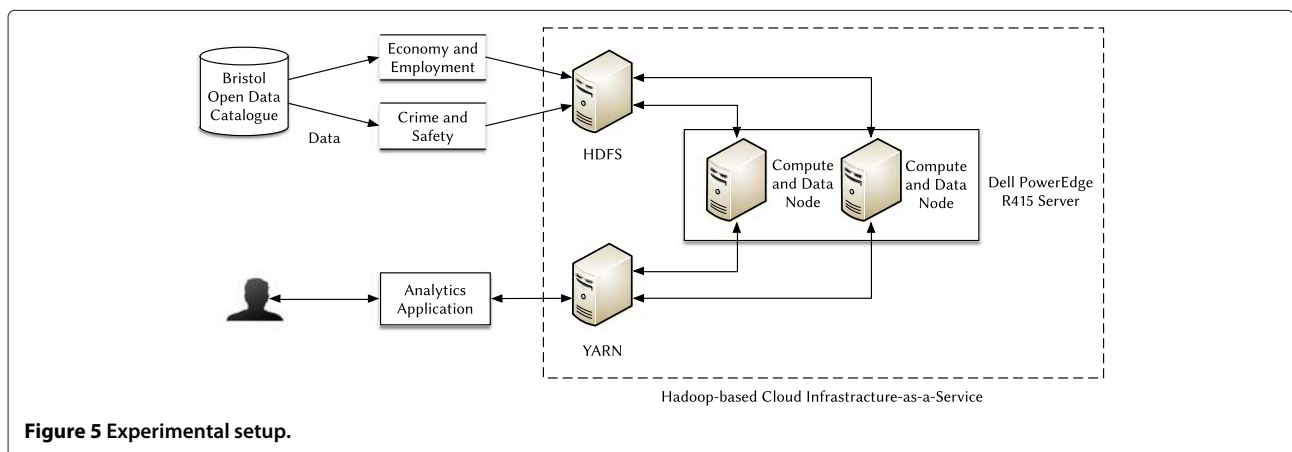 Bristol
Open Data
Catalogue
Data
Economy and
Employment
Crime and
Safety
HDFS
Compute
and Data
Node
Compute
and Data
Node
Dell PowerEdge
R415 Server
Analytics
Application
YARN
Hadoop-based Cloud Infrastracture-as-a-Service
Figure 5 Experimental setup.